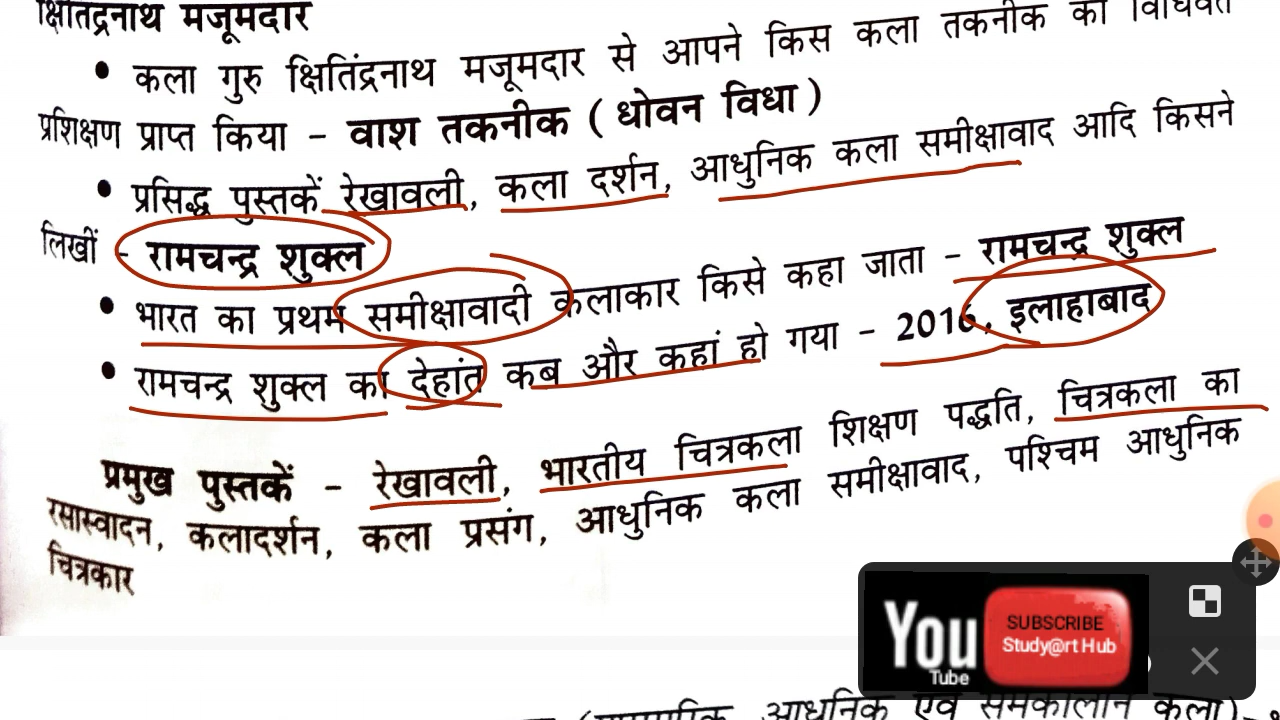 क्षितिंद्रनाथ मजूमदार
• कला गुरु क्षितिंद्रनाथ मजूमदार से आपने किस कला तकनीक का विधिवत
प्रशिक्षण प्राप्त किया – वाश तकनीक ( धोवन विधा )
• प्रसिद्ध पुस्तकें रेखावली, कला दर्शन, आधुनिक कला समीक्षावाद आदि किसने
लिखीं - रामचन्द्र शुक्ल
• भारत का प्रथम समीक्षावादी कलाकार किसे कहा जाता – रामचन्द्र शुक्ल
• रामचन्द्र शुक्ल का देहांत कब और कहां हो गया – 2016, इलाहाबाद
प्रमुख पुस्तकें – रेखावली, भारतीय चित्रकला शिक्षण पद्धति, चित्रकला का
रसास्वादन, कलादर्शन, कला प्रसंग, आधुनिक कला समीक्षावाद, पश्चिम आधुनिक
चित्रकार
You
Tube
SUBSCRIBE
Study@rt Hub
आधुनिक एवं समकालीन कला)